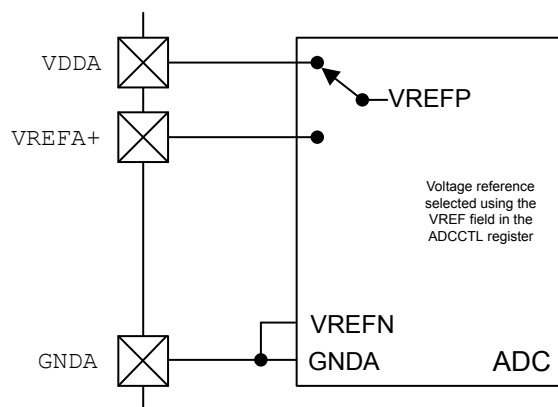 VDDA
VREFP
VREFA+
Voltage reference
selected using the
VREF field in the
ADCCTL register
VREFN
GNDA
GNDA
ADC